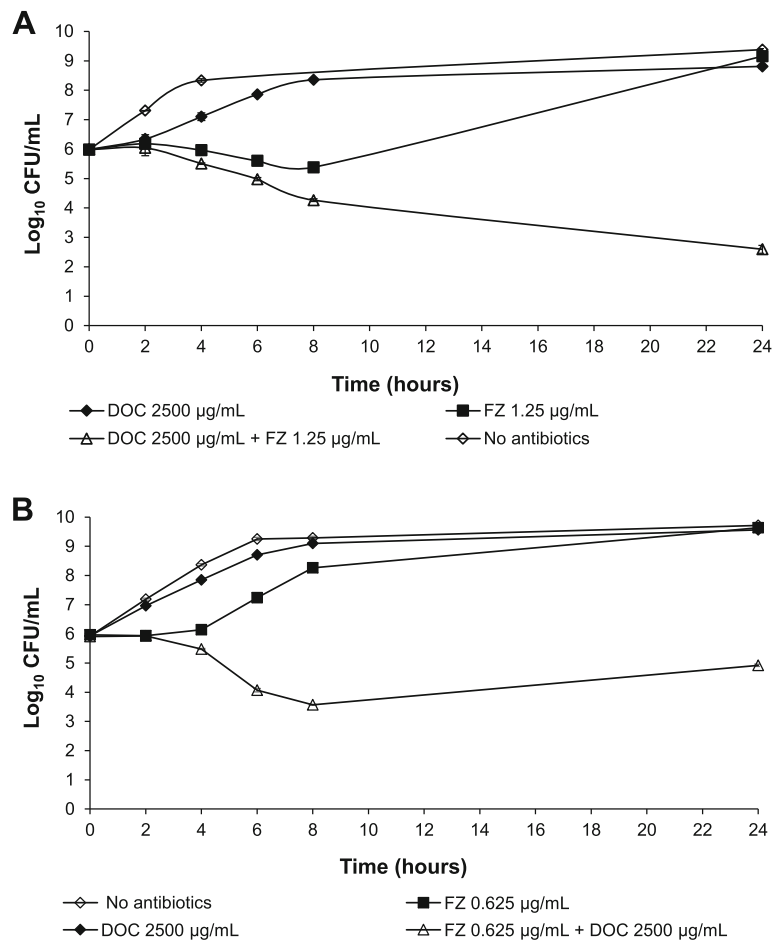 A
10
9
8
7
6
5
4
3
2
1
0
Log10 CFU/mL
0 2 4 6 8 10 12 14 16 18 20 22 24
Time (hours)
DOC 2500 µg/mL FZ 1.25 µg/mL
DOC 2500 µg/mL + FZ 1.25 µg/mL No antibiotics
B
10
9
8
7
6
5
4
3
2
1
0
Log10 CFU/mL
0 2 4 6 8 10 12 14 16 18 20 22 24
Time (hours)
No antibiotics FZ 0.625 µg/mL
DOC 2500 µg/mL FZ 0.625 µg/mL + DOC 2500 µg/mL